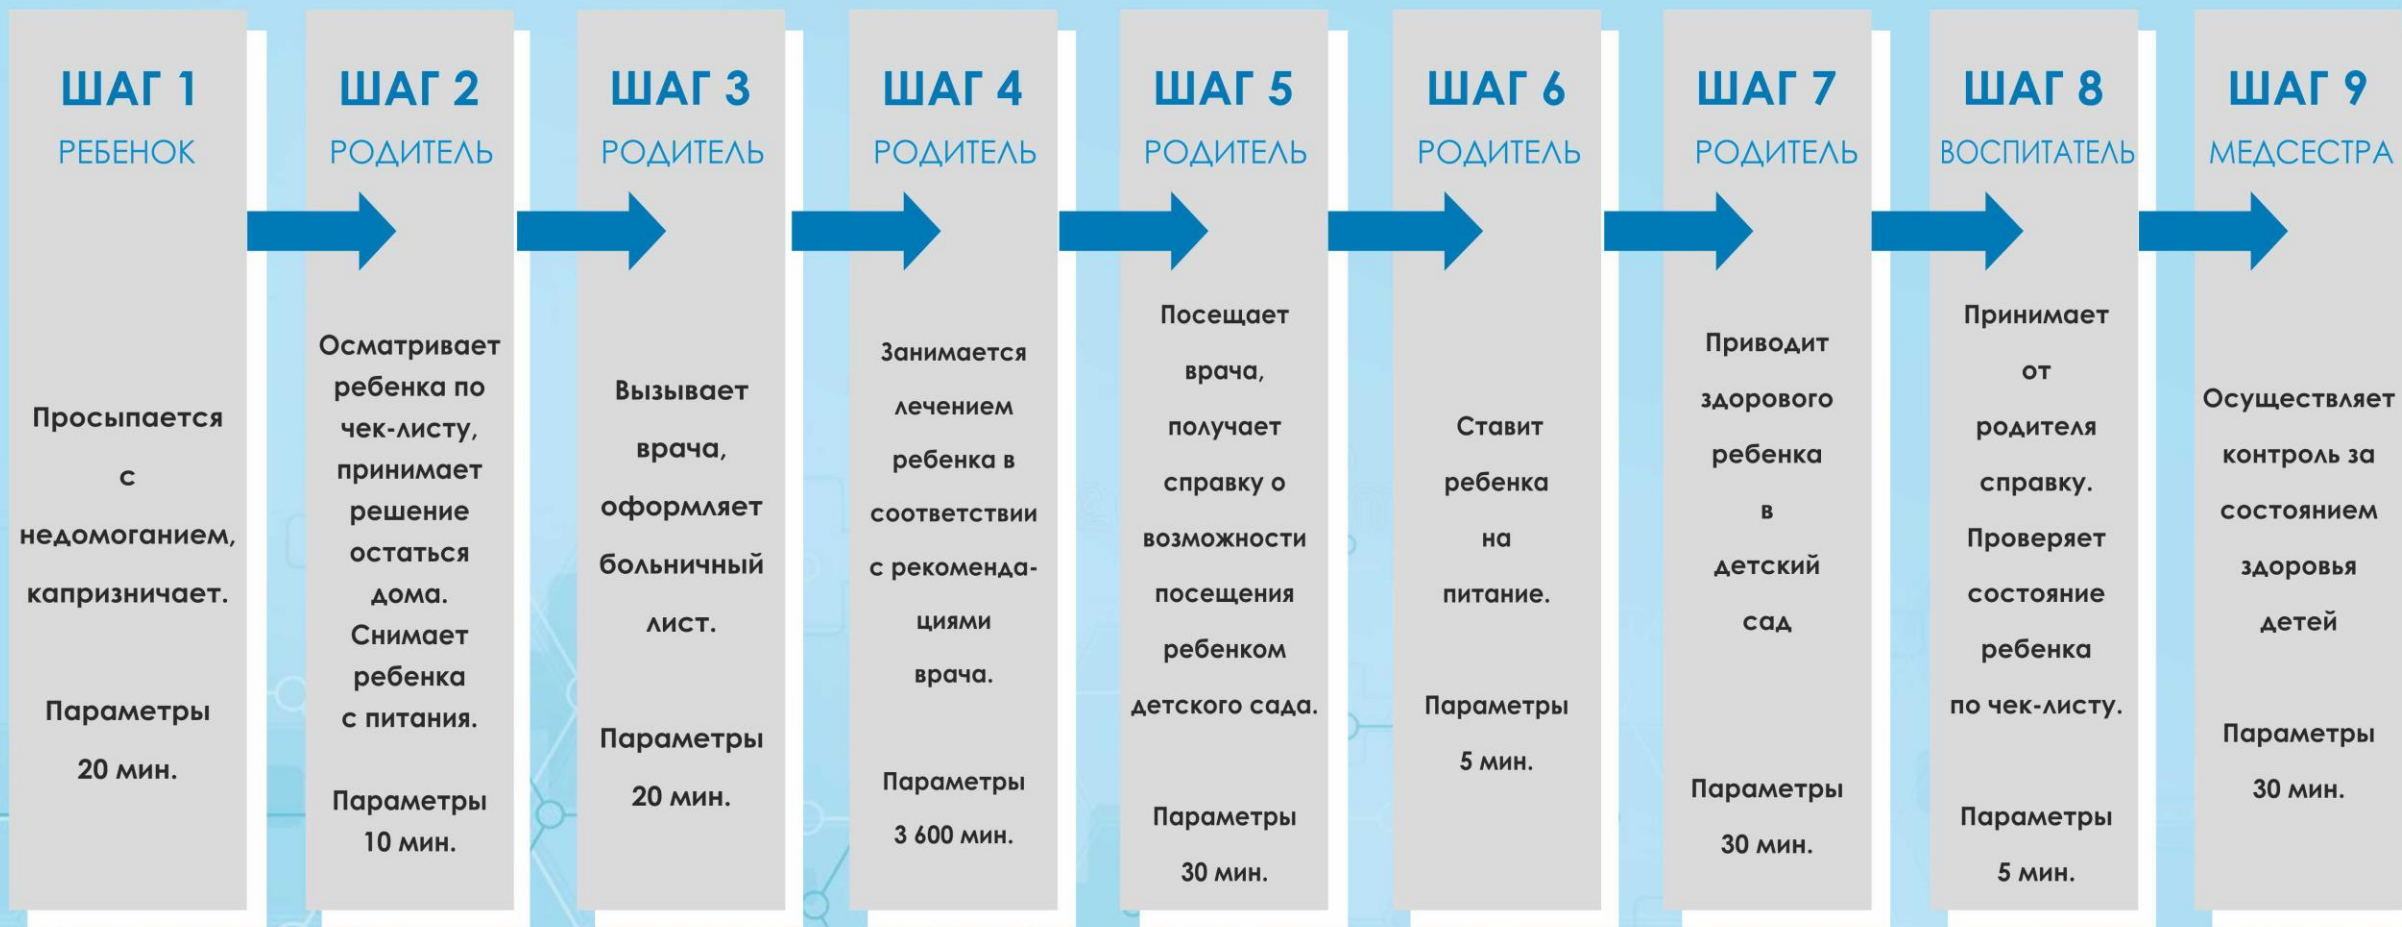 ШАГ 1
РЕБЕНОК
Просыпается
с
недомоганием,
капризничает.
Параметры
20 мин.
ШАГ 2
РОДИТЕЛЬ
Осматривает
ребенка по
чек-листу,
принимает
решение
остаться
дома.
Снимает
ребенка
с питания.
Параметры
10 мин.
ШАГ 3
РОДИТЕЛЬ
Вызывает
врача,
оформляет
больничный
лист.
Параметры
20 мин.
ШАГ 4
РОДИТЕЛЬ
Занимается
лечением
ребенка в
соответствии
с рекоменда-
циями
врача.
Параметры
3 600 мин.
ШАГ 5
РОДИТЕЛЬ
Посещает
врача,
получает
справку о
возможности
посещения
ребенком
детского сада.
Параметры
30 мин.
ШАГ 6
РОДИТЕЛЬ
Ставит
ребенка
на
питание.
Параметры
5 мин.
ШАГ 7
РОДИТЕЛЬ
Приводит
здорового
ребенка
в
детский
сад
Параметры
30 мин.
ШАГ 8
ВОСПИТАТЕЛЬ
Принимает
от
родителя
справку.
Проверяет
состояние
ребенка
по чек-листу.
Параметры
5 мин.
ШАГ 9
МЕДСЕСТРА
Осуществляет
контроль за
состоянием
здоровья
детей
Параметры
30 мин.